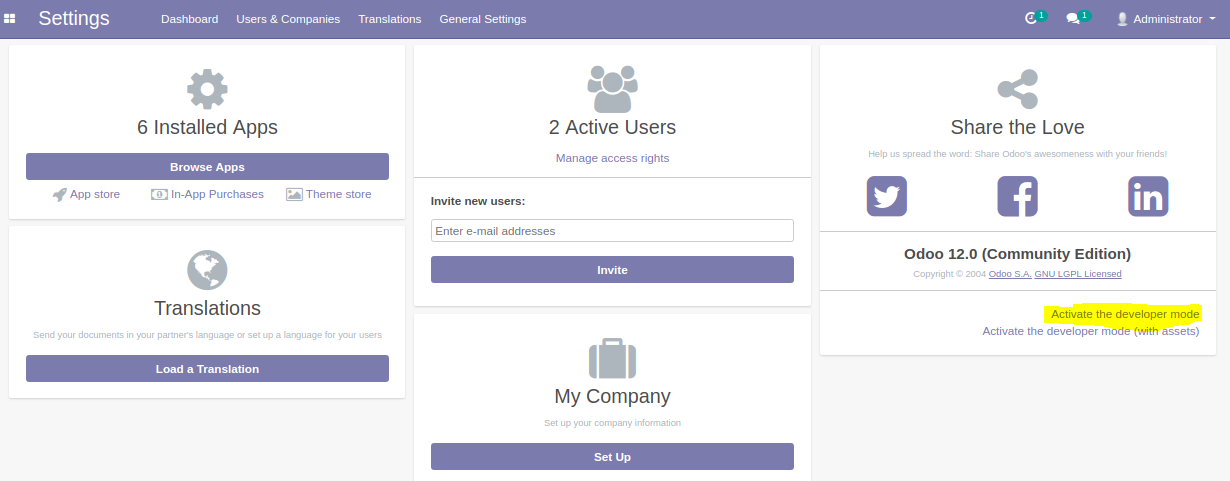 Settings
Dashboard
Users & Companies
Translations
General Settings
1
1
Administrator
6 Installed Apps
Browse Apps
App store
In-App Purchases
Theme store
Translations
Send your documents in your partner's language or set up a language for your users
Load a Translation
2 Active Users
Manage access rights
Invite new users:
Enter e-mail addresses
Invite
My Company
Set up your company information
Set Up
Share the Love
Help us spread the word: Share Odoo's awesomeness with your friends!
Odoo 12.0 (Community Edition)
Copyright © 2004 Odoo S.A. GNU LGPL Licensed
Activate the developer mode
Activate the developer mode (with assets)